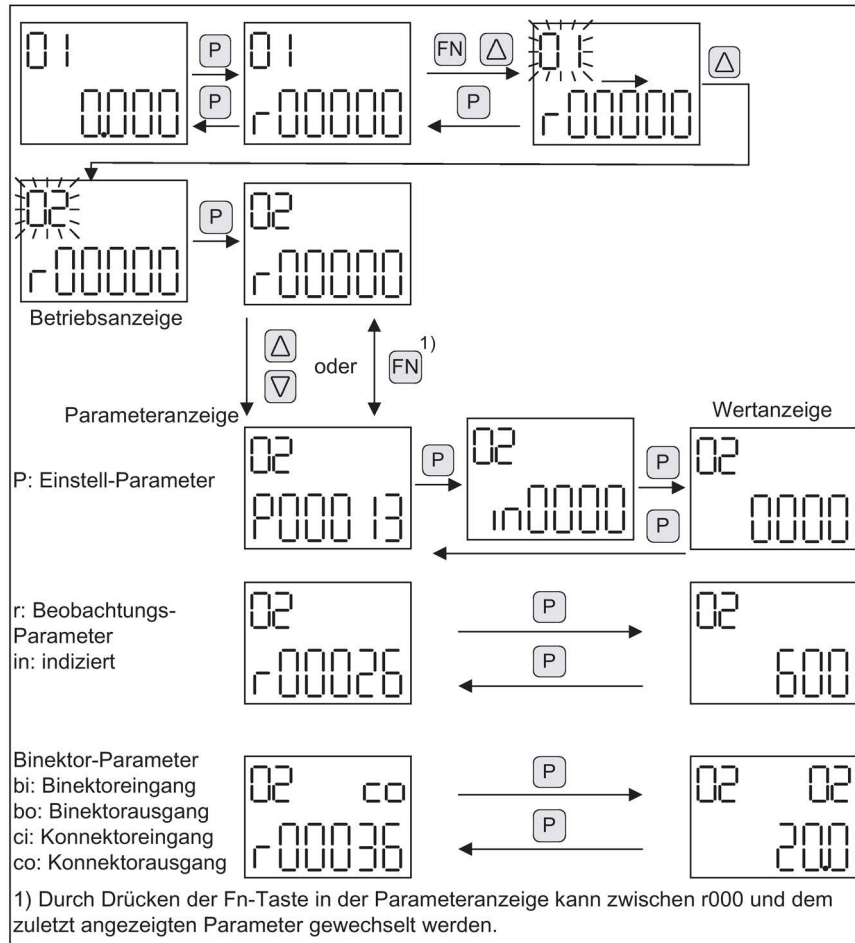 01
0.000
P
P
01
r00000
FN
P
01
r00000
02
r00000
P
02
r00000
Betriebsanzeige
oder
FN
1)
Parameteranzeige
Wertanzeige
P: Einstell-Parameter
02
P00013
P
02
in0000
P
P
02
0000
r: Beobachtungs-
Parameter
in: indiziert
02
r00026
P
P
02
600
Binektor-Parameter
bi: Binektoreingang
bo: Binektorausgang
ci: Konnektoreingang
co: Konnektorausgang
02 co
r00036
P
P
02 02
20.0
1) Durch Drücken der Fn-Taste in der Parameteranzeige kann zwischen r000 und dem
zuletzt angezeigten Parameter gewechselt werden.